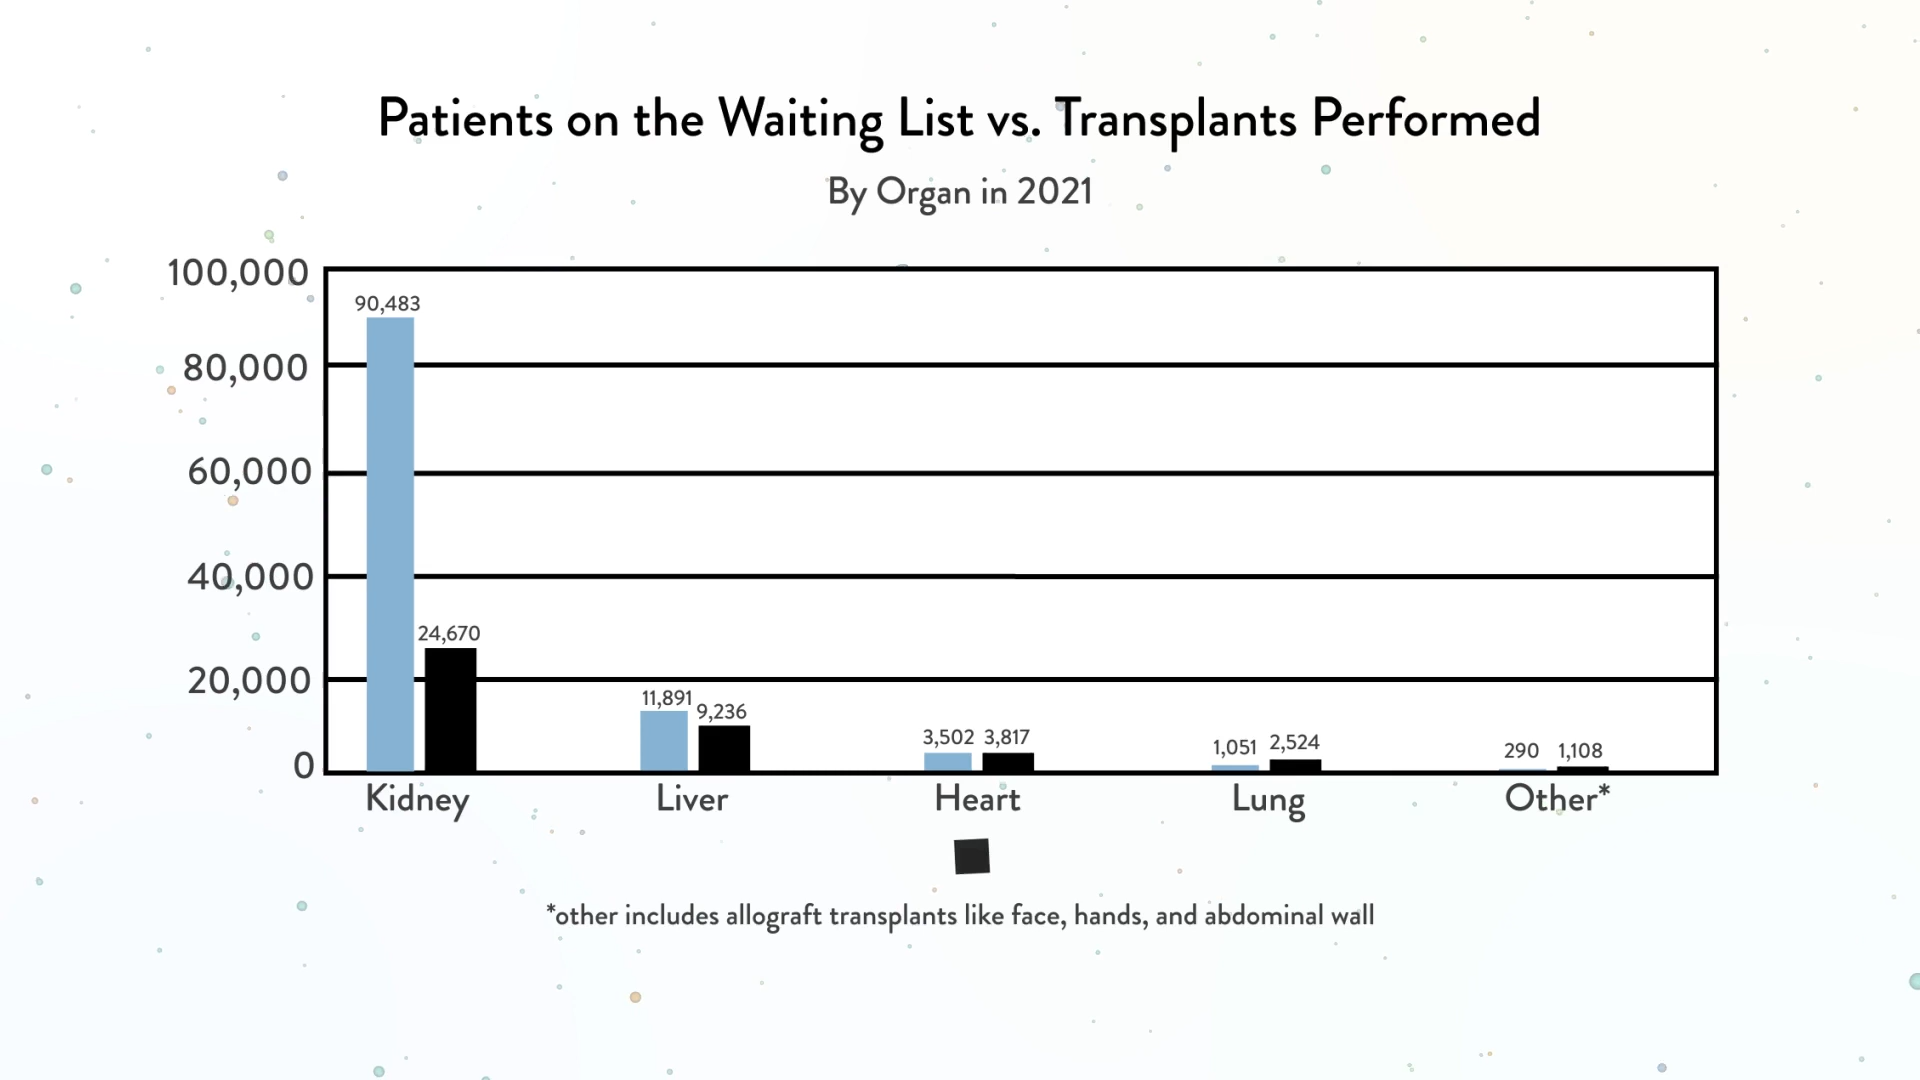 Patients on the Waiting List vs. Transplants Performed
By Organ in 2021
100,000
80,000
60,000
40,000
20,000
0
90,483
24,670
11,891
9,236
3,502
3,817
1,051
2,524
290
1,108
Kidney
Liver
Heart
Lung
Other*
*other includes allograft transplants like face, hands, and abdominal wall